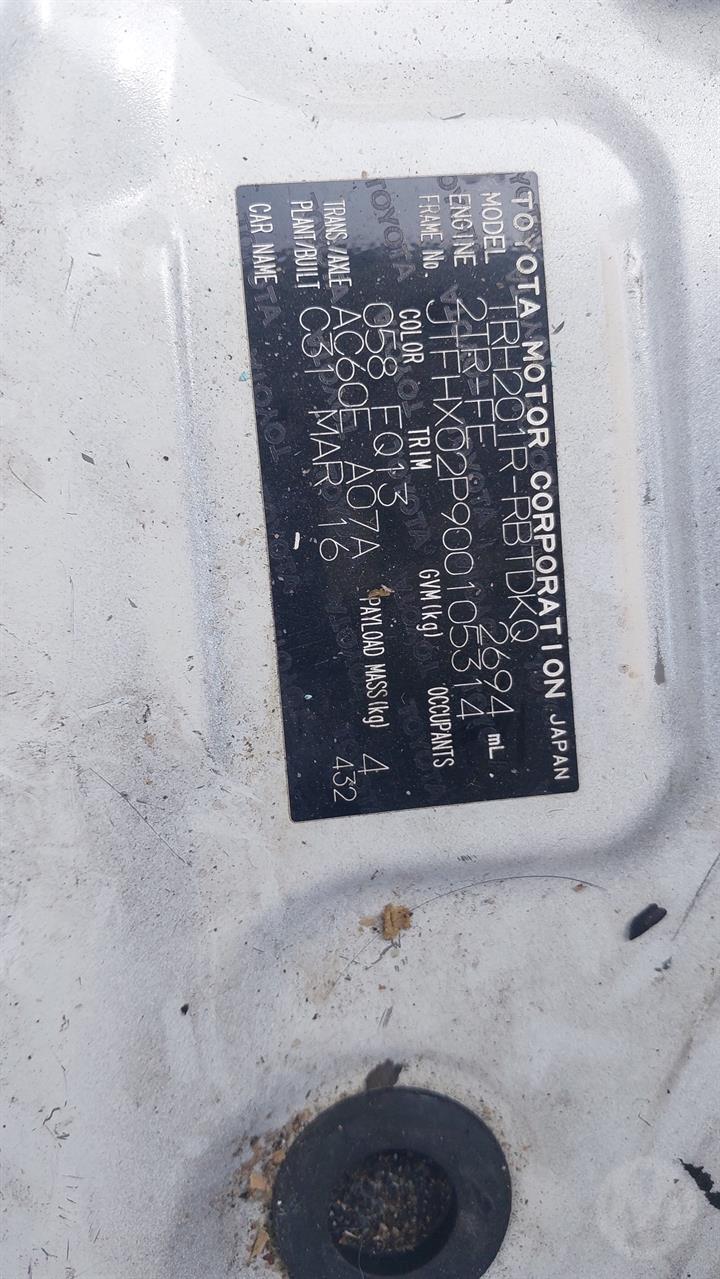 TOYOTA MOTOR CORPORATION JAPAN
MODEL TRH201R-RBTDKQ
ENGINE 2TR-FE 2694 mL
FRAME No. JTFHX02P900105314
COLOR TRIM GVM(kg) OCCUPANTS
058 FQ13 4
TRANS./AXLE AC60E A07A PAYLOAD MASS(kg) 432
PLANT/BUILT C31 MAR 16
CAR NAME